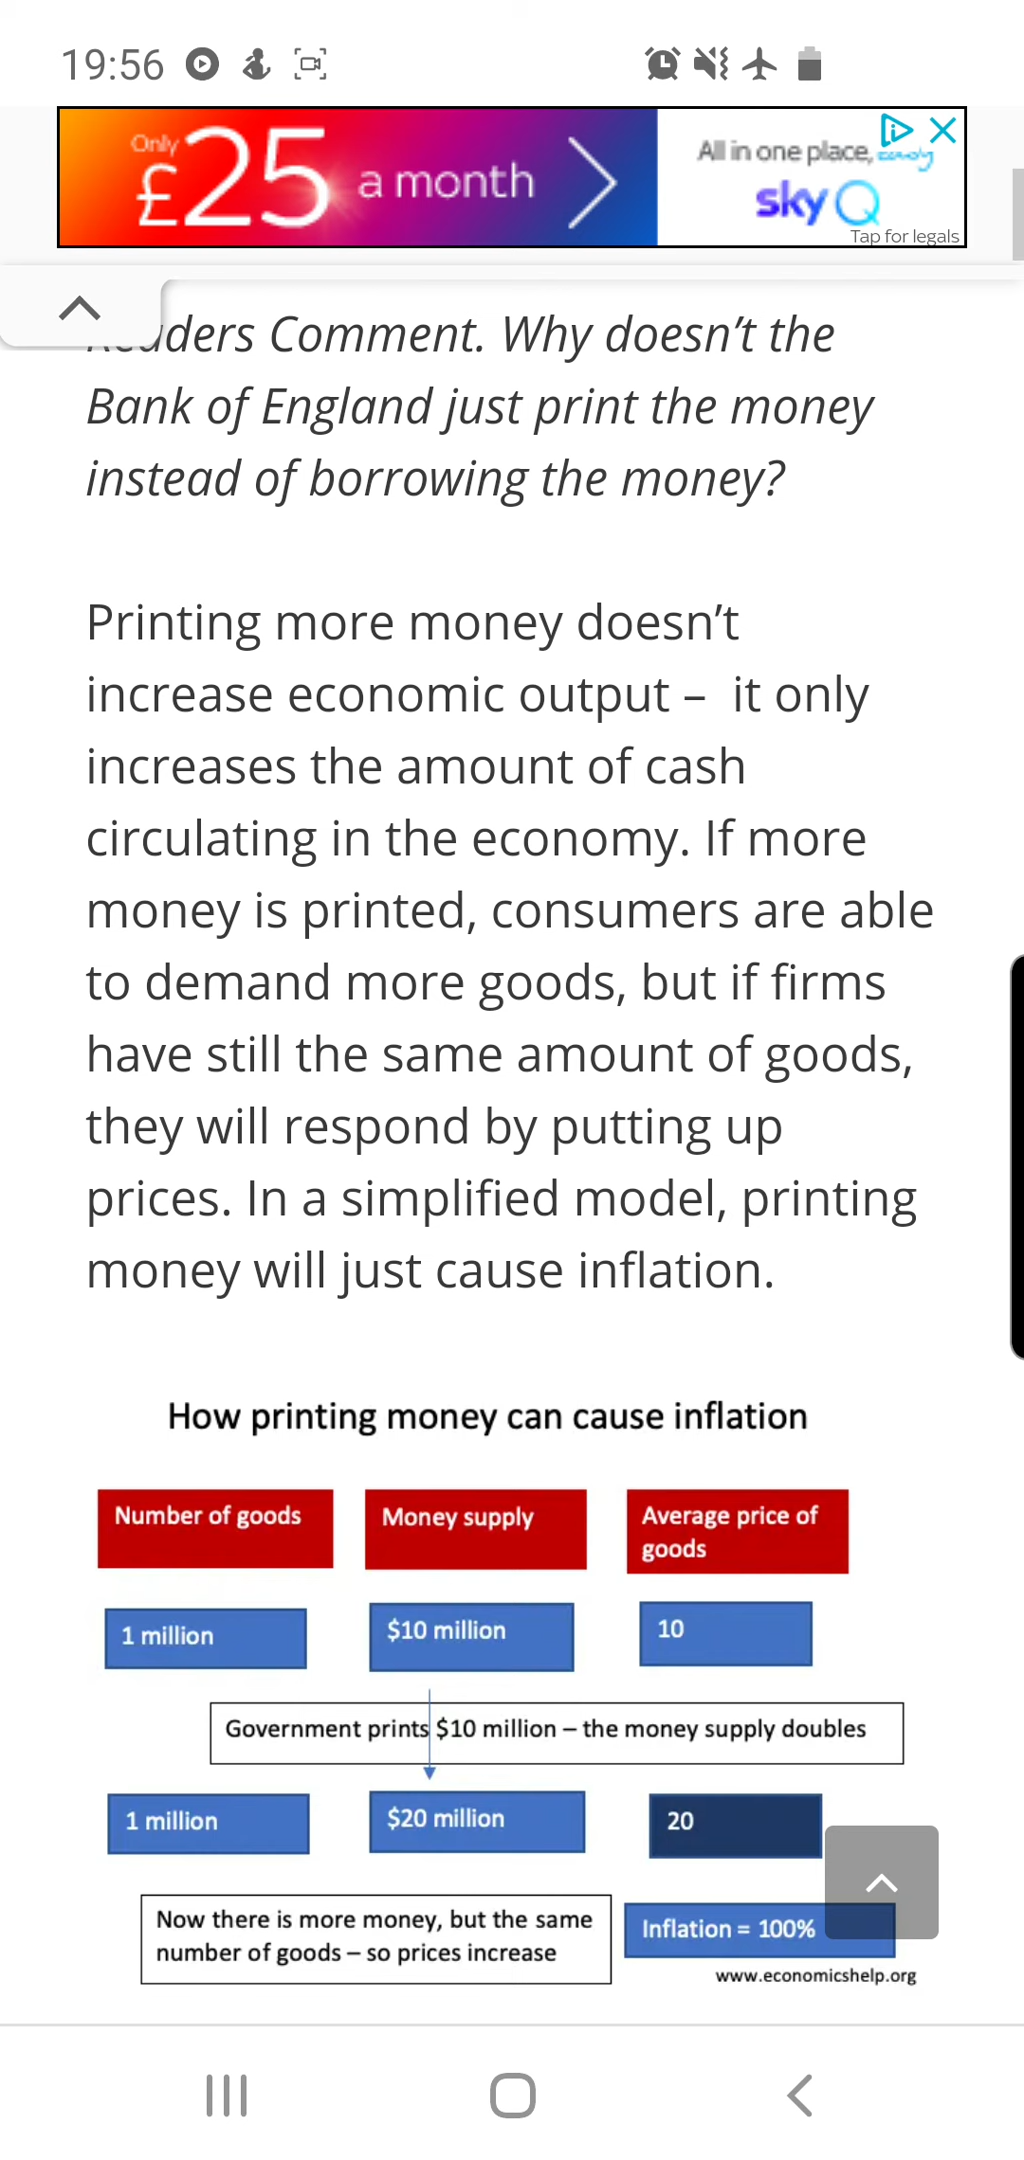 19:56
Only
£25 a month
All in one place,
sky Q
Tap for legals
ders Comment. Why doesn’t the
Bank of England just print the money
instead of borrowing the money?
Printing more money doesn’t
increase economic output – it only
increases the amount of cash
circulating in the economy. If more
money is printed, consumers are able
to demand more goods, but if firms
have still the same amount of goods,
they will respond by putting up
prices. In a simplified model, printing
money will just cause inflation.
How printing money can cause inflation
Number of goods
Money supply
Average price of
goods
1 million
$10 million
10
Government prints $10 million – the money supply doubles
1 million
$20 million
20
Now there is more money, but the same
number of goods – so prices increase
Inflation = 100%
www.economicshelp.org